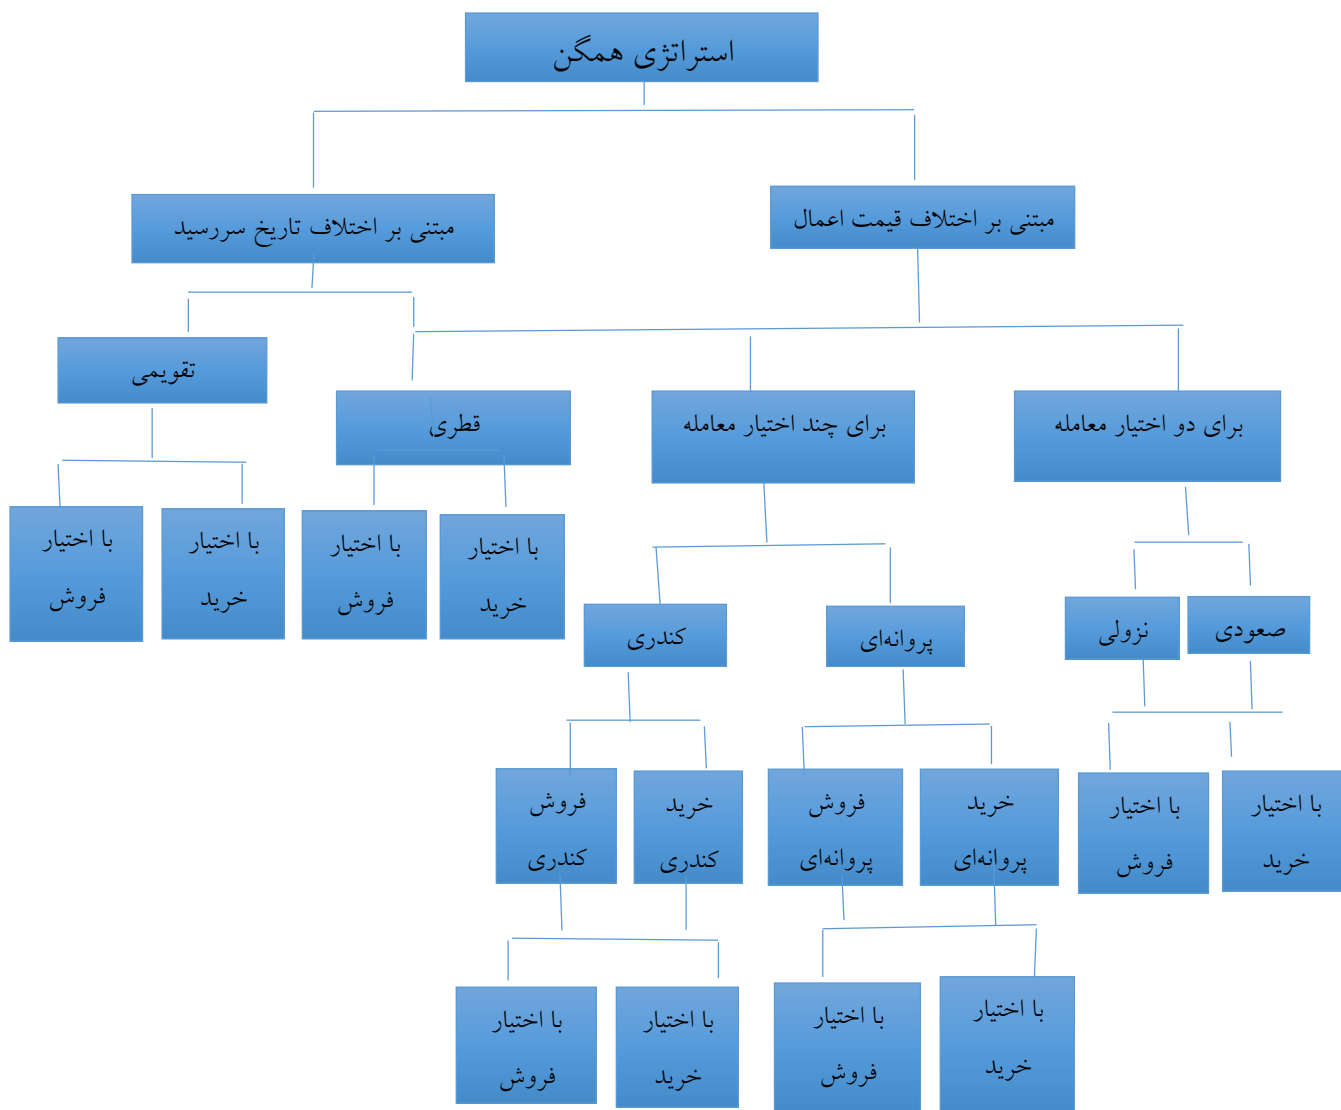 استراتژی همگن
مبتنی بر اختلاف قیمت اعمال
مبتنی بر اختلاف تاریخ سررسید
برای دو اختیار معامله
برای چند اختیار معامله
قطری
تقویمی
با اختیار
خرید
با اختیار
فروش
با اختیار
خرید
با اختیار
فروش
صعودی
نزولی
پروانه‌ای
کندری
با اختیار
خرید
با اختیار
فروش
خرید
پروانه‌ای
فروش
پروانه‌ای
خرید
کندری
فروش
کندری
با اختیار
خرید
با اختیار
فروش
با اختیار
خرید
با اختیار
فروش